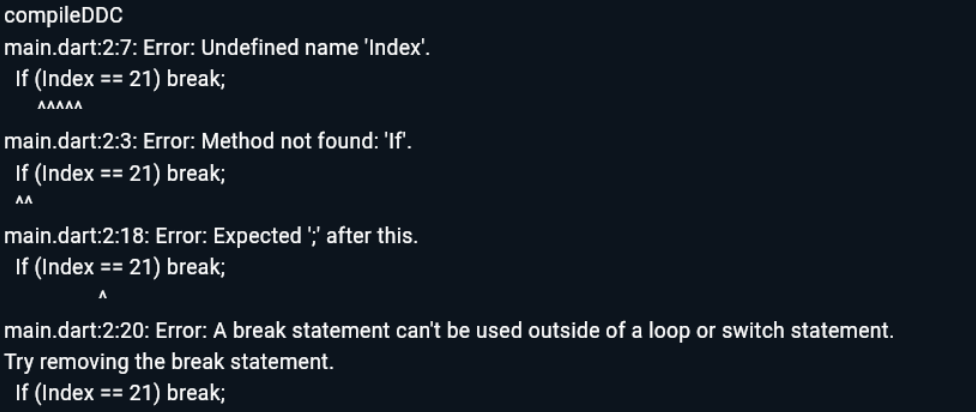 compileDDC
main.dart:2:7: Error: Undefined name 'Index'.
If (Index == 21) break;
^^^^^
main.dart:2:3: Error: Method not found: 'If'.
If (Index == 21) break;
^^
main.dart:2:18: Error: Expected ';' after this.
If (Index == 21) break;
^
main.dart:2:20: Error: A break statement can't be used outside of a loop or switch statement.
Try removing the break statement.
If (Index == 21) break;